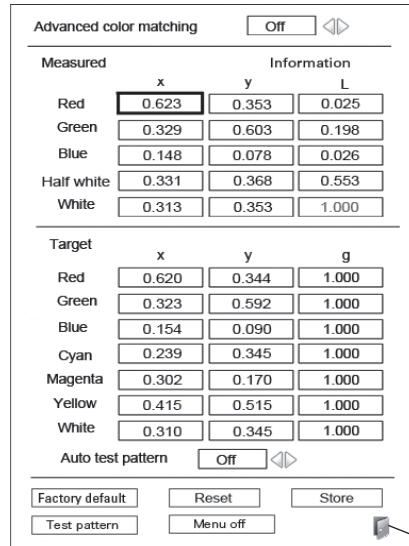 Advanced color matching Off
Measured Information
x y L
Red 0.623 0.353 0.025
Green 0.329 0.603 0.198
Blue 0.148 0.078 0.026
Half white 0.331 0.368 0.553
White 0.313 0.353 1.000
Target
x y g
Red 0.620 0.344 1.000
Green 0.323 0.592 1.000
Blue 0.154 0.090 1.000
Cyan 0.239 0.345 1.000
Magenta 0.302 0.170 1.000
Yellow 0.415 0.515 1.000
White 0.310 0.345 1.000
Auto test pattern Off
Factory default Reset Store
Test pattern Menu off